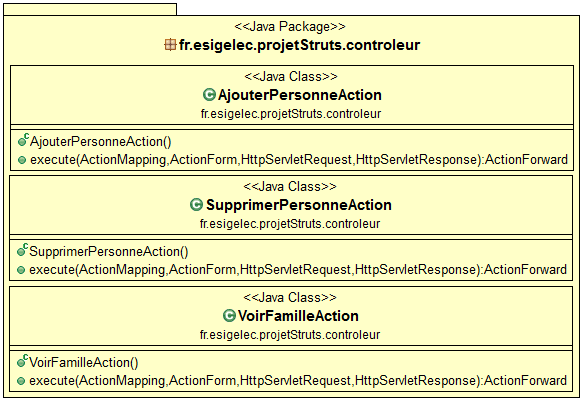 <<Java Package>>
fr.esigelec.projetStruts.controleur
<<Java Class>>
AjouterPersonneAction
fr.esigelec.projetStruts.controleur
AjouterPersonneAction()
execute(ActionMapping,ActionForm,HttpServletRequest,HttpServletResponse):ActionForward
<<Java Class>>
SupprimerPersonneAction
fr.esigelec.projetStruts.controleur
SupprimerPersonneAction()
execute(ActionMapping,ActionForm,HttpServletRequest,HttpServletResponse):ActionForward
<<Java Class>>
VoirFamilleAction
fr.esigelec.projetStruts.controleur
VoirFamilleAction()
execute(ActionMapping,ActionForm,HttpServletRequest,HttpServletResponse):ActionForward